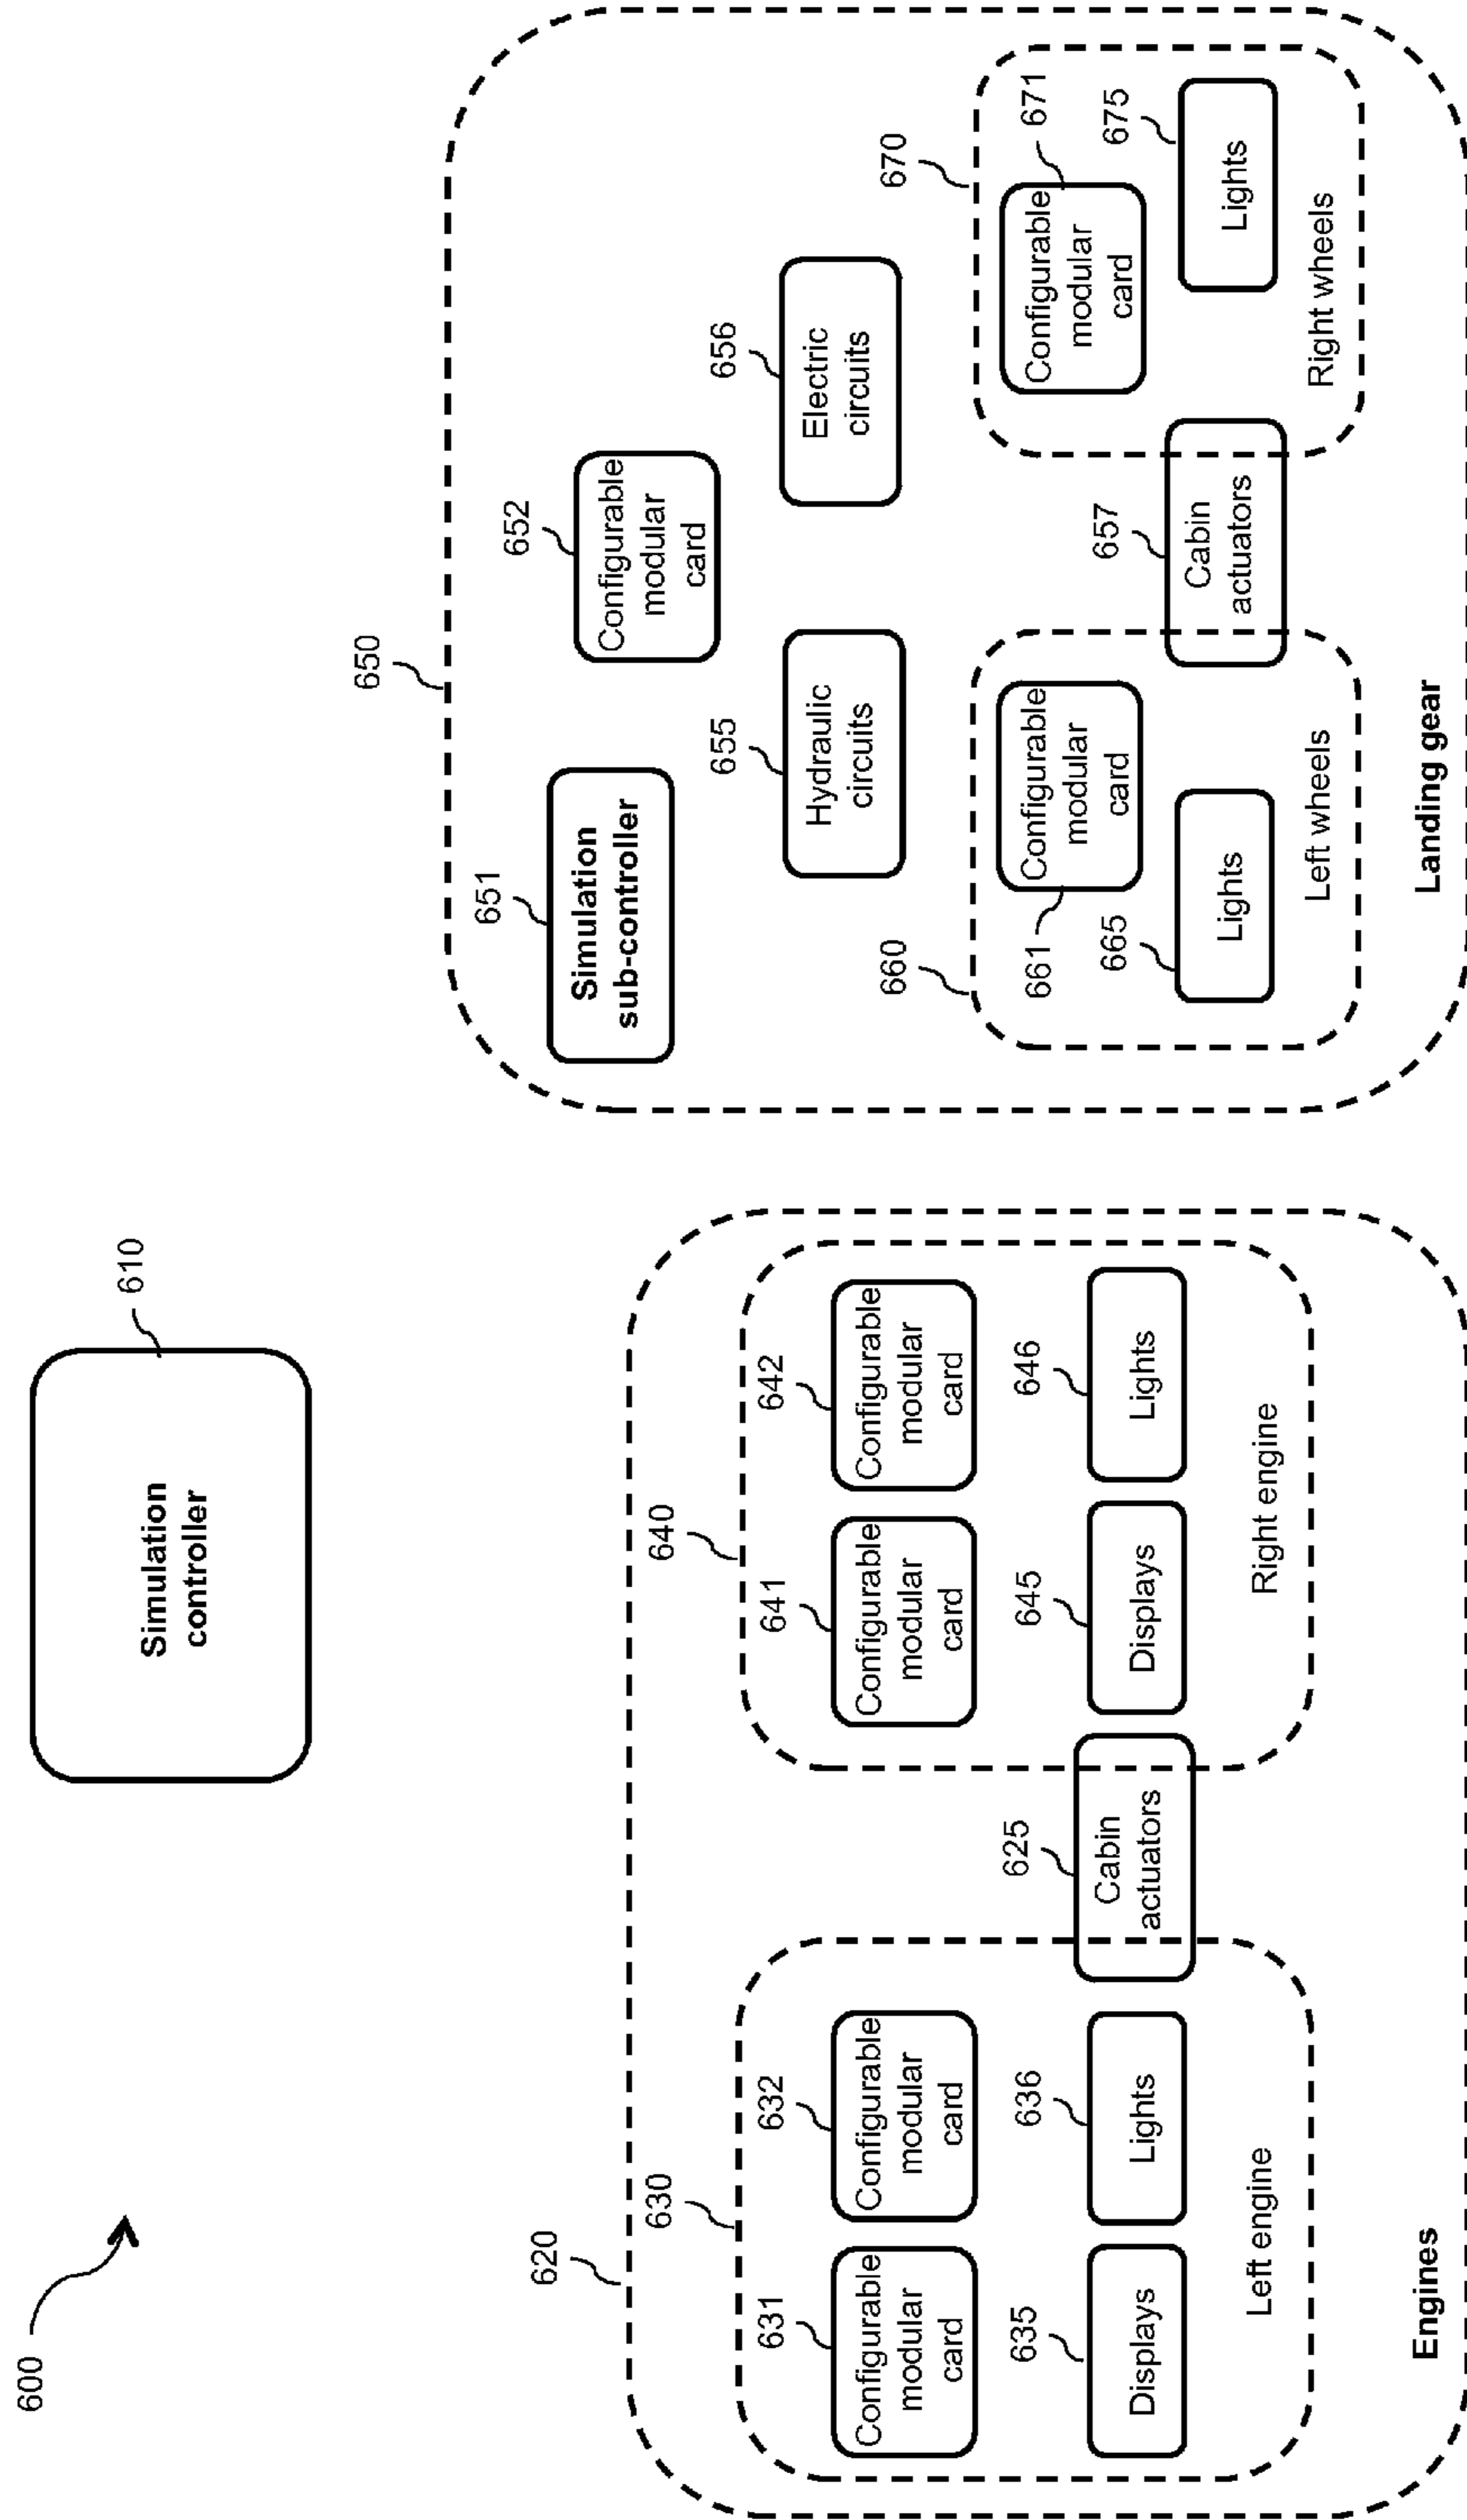 600
610
Simulation
controller
620
630
631
Configurable
modular
card
632
Configurable
modular
card
635
Displays
636
Lights
Left engine
625
Cabin
actuators
640
641
Configurable
modular
card
642
Configurable
modular
card
645
Displays
646
Lights
Right engine
Engines
650
651
Simulation
sub-controller
652
Configurable
modular
card
655
Hydraulic
circuits
656
Electric
circuits
660
661
Configurable
modular
card
665
Lights
Left wheels
657
Cabin
actuators
670
671
Configurable
modular
card
675
Lights
Right wheels
Landing gear